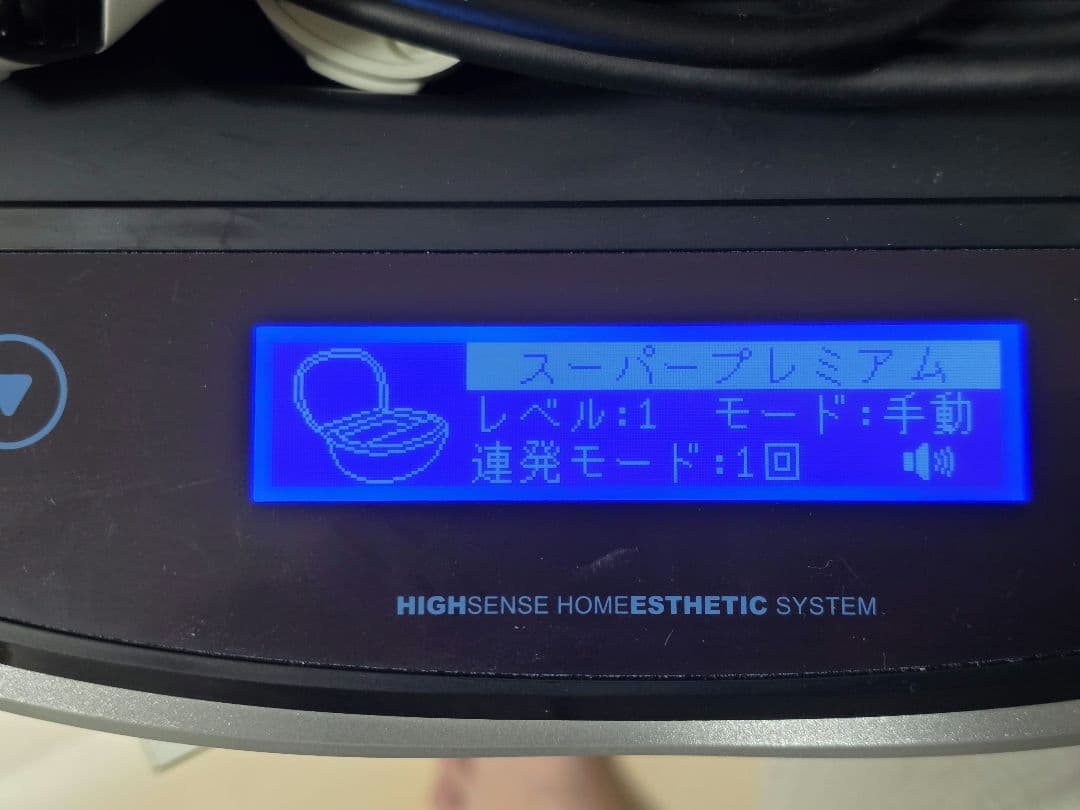 スーパープレミアム
レベル:1 モード:手動
連発モード:1回
HIGHSENSE HOMEESTHETIC SYSTEM